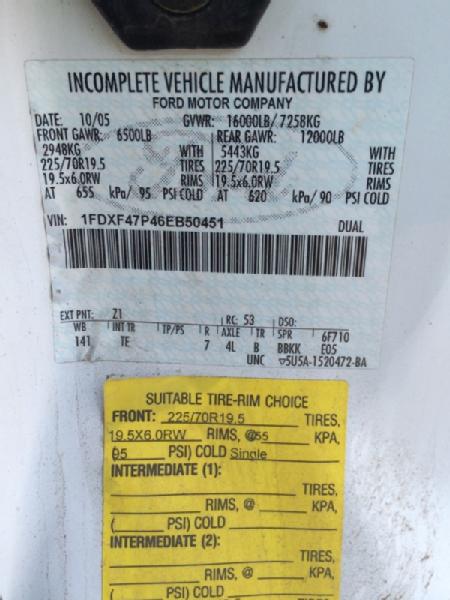 INCOMPLETE VEHICLE MANUFACTURED BY
FORD MOTOR COMPANY
DATE: 10/05 GVWR: 16000LB/ 7258KG
FRONT GAWR: 6500LB REAR GAWR: 12000LB
2948KG WITH 5443KG WITH
225/70R19.5 TIRES 225/70R19.5 TIRES
19.5x6.0RW RIMS 19.5x6.0RW RIMS
AT 655 kPa/ 95 PSI COLD AT 620 kPa/ 90 PSI COLD
VIN: 1FDXF47P46EB50451 DUAL
EXT PNT: Z1 RC: 53 DSO:
WB INT TR TP/PS R AXLE TR SPR 6F710
141 TE 7 4L B BBKK E05
UNC 5U5A-1520472-BA
SUITABLE TIRE-RIM CHOICE
FRONT: 225/70R19.5 TIRES,
19.5X6.0RW RIMS, @ 55 KPA,
( 95 PSI) COLD Single
INTERMEDIATE (1):
TIRES,
RIMS, @ KPA,
( PSI) COLD
INTERMEDIATE (2):
TIRES,
RIMS, @ KPA,
( PSI) COLD